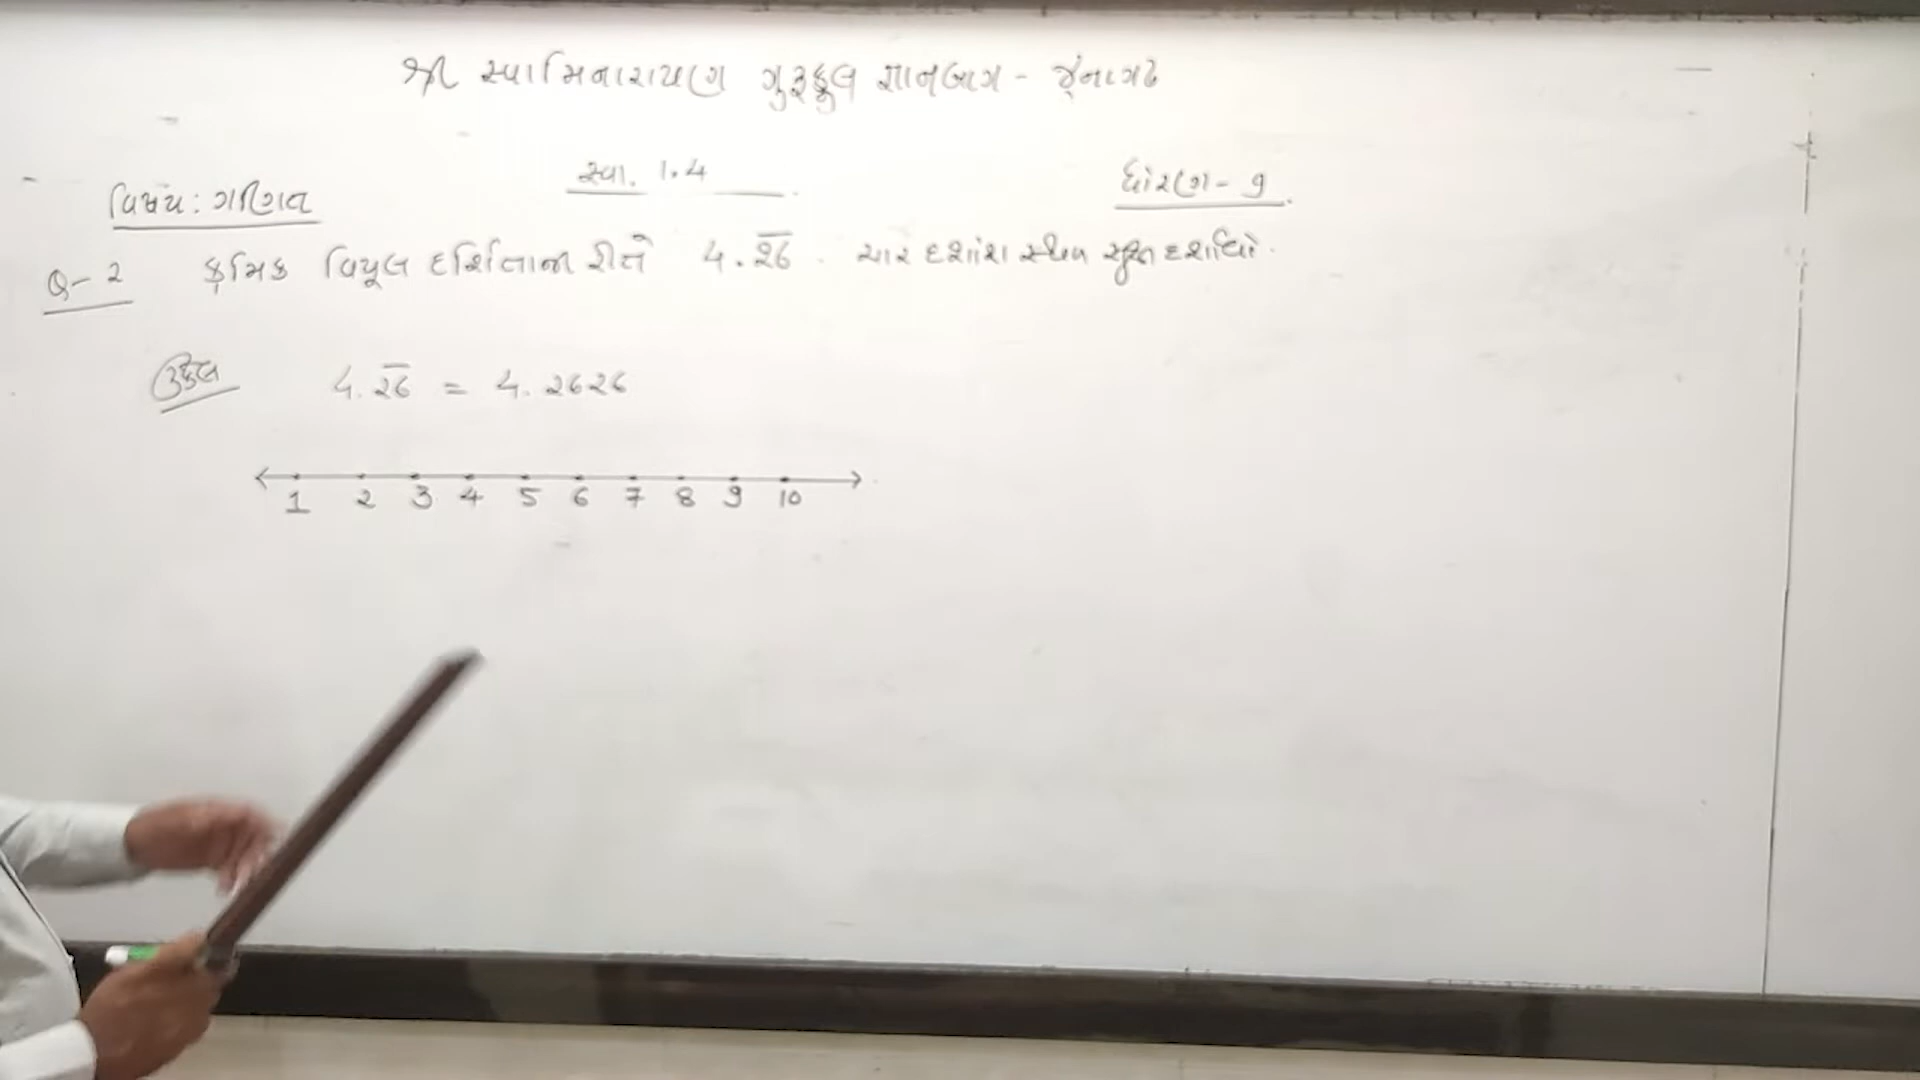 શ્રી સ્વામિનારાયણ ગુરુકુલ જ્ઞાનબાગ - જૂનાગઢ
વિષય: ગણિત સ્વા. 1.4 ધોરણ - 9
Q-2 ક્રમિક વિપૂલ દર્શિતાની રીતે 4.2̅6̅ ચાર દશાંશ સ્થળ સુધી દર્શાવો.
ઉકેલ 4.2̅6̅ = 4.2626
1 2 3 4 5 6 7 8 9 10